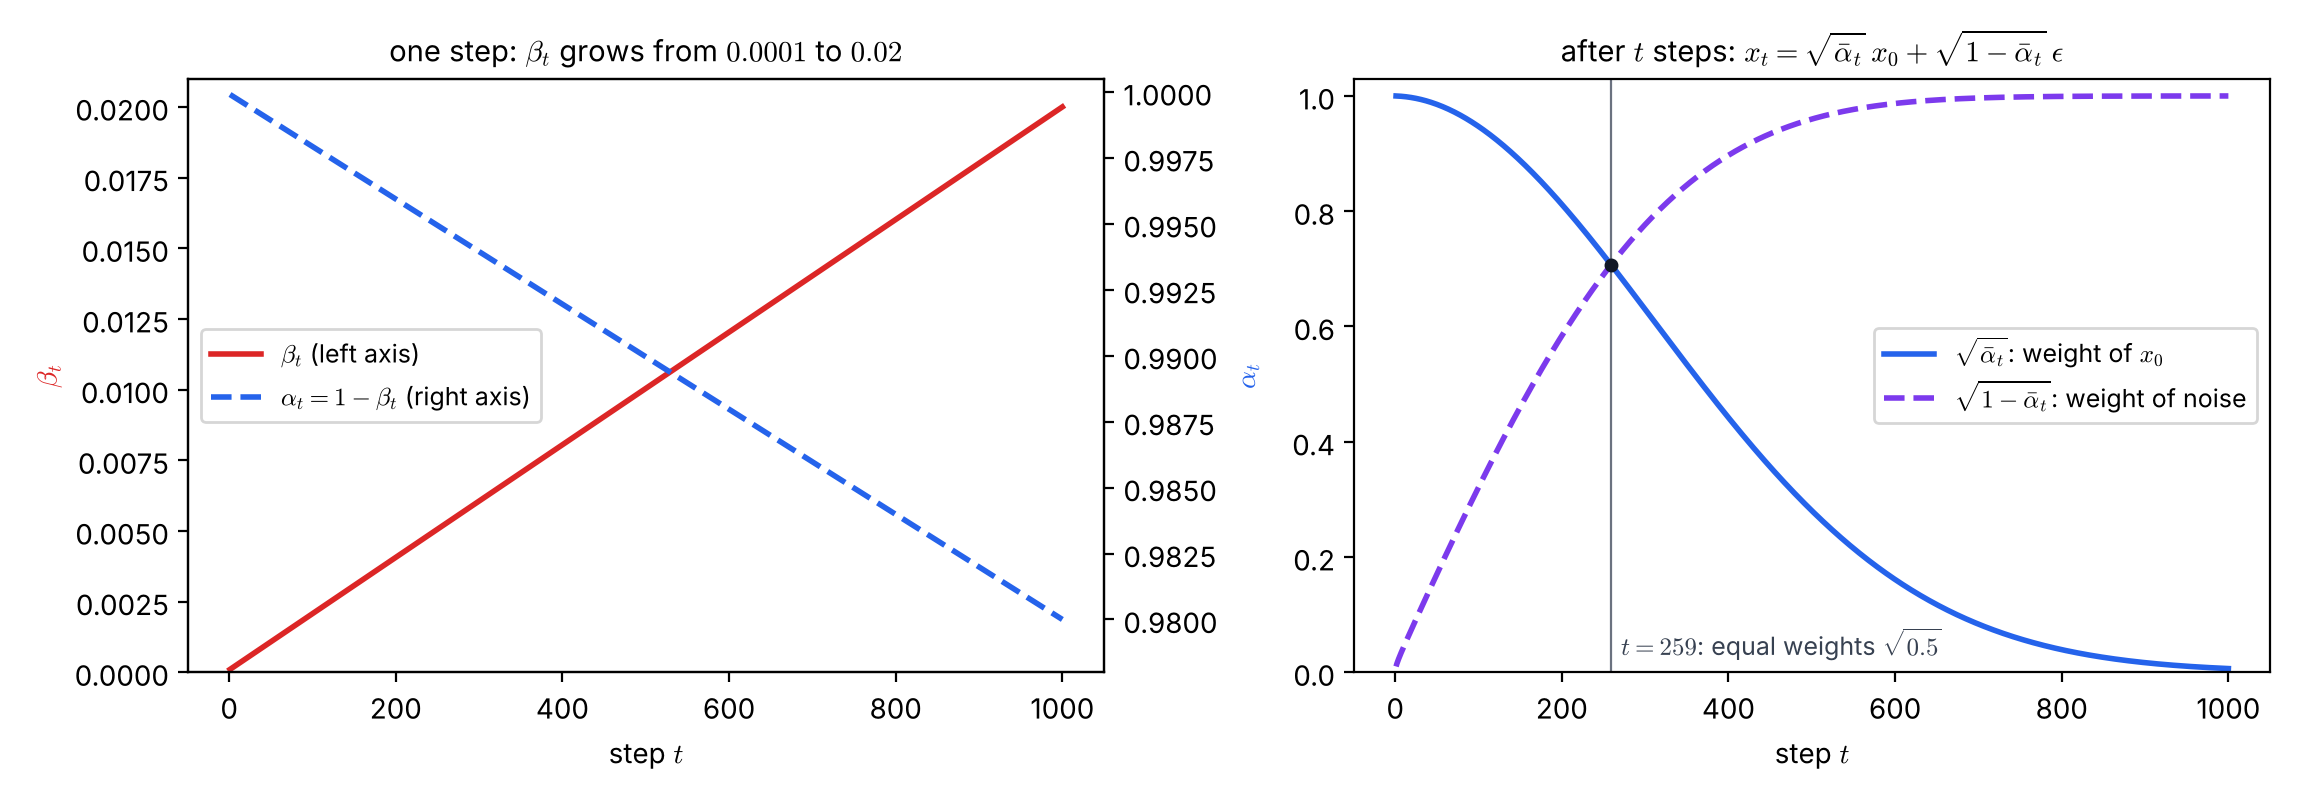 one step: β_t grows from 0.0001 to 0.02
0.0200
0.0175
0.0150
0.0125
0.0100
0.0075
0.0050
0.0025
0.0000
β_t
β_t (left axis)
α_t = 1 − β_t (right axis)
1.0000
0.9975
0.9950
0.9925
0.9900
0.9875
0.9850
0.9825
0.9800
α_t
0 200 400 600 800 1000
step t
after t steps: x_t = √ᾱ_t x_0 + √(1 − ᾱ_t) ϵ
1.0
0.8
0.6
0.4
0.2
0.0
√ᾱ_t: weight of x_0
√(1 − ᾱ_t): weight of noise
t = 259: equal weights √0.5
0 200 400 600 800 1000
step t